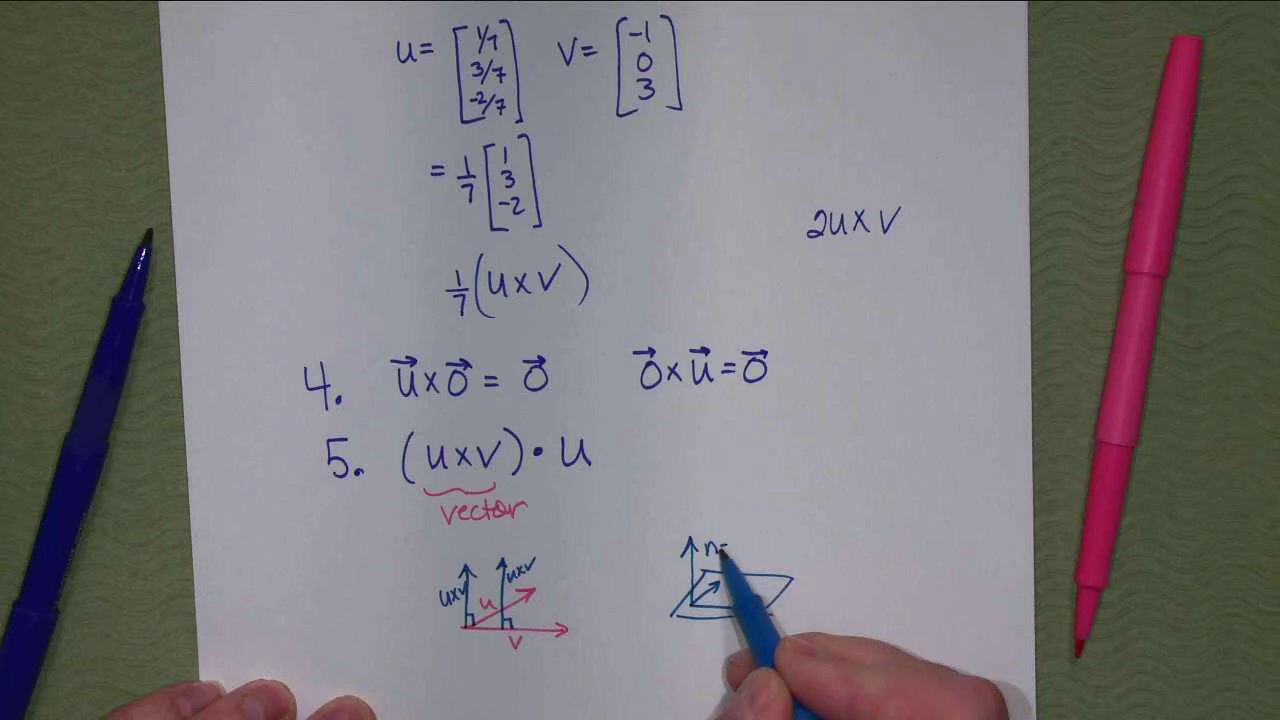 u = [1/7 3/7 -2/7] v = [-1 0 3]
= 1/7 [1 3 -2]
2u×v
1/7 (u×v)
4. u⃗×0⃗ = 0⃗ 0⃗×u⃗ = 0⃗
5. (u×v)•u
vector
u×v u u×v n=
v